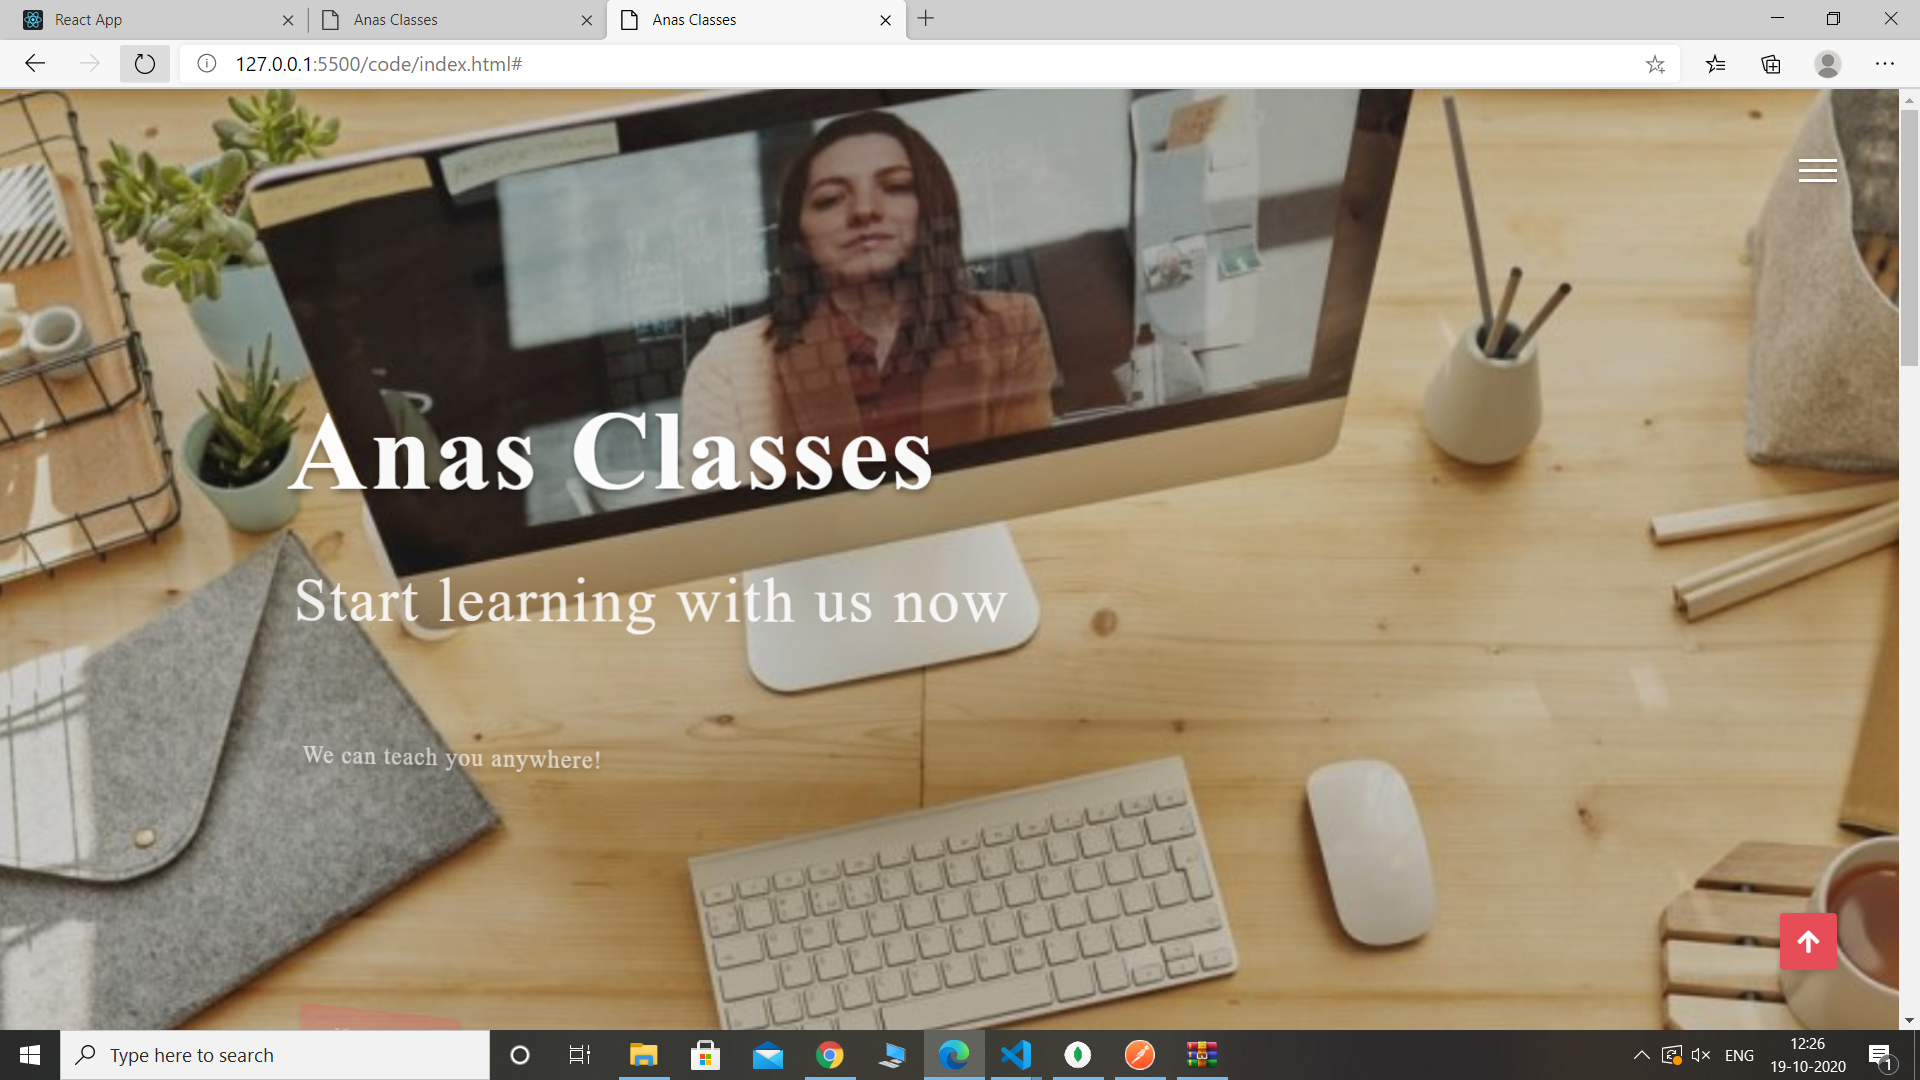 React App
Anas Classes
Anas Classes
127.0.0.1:5500/code/index.html#
Anas Classes
Start learning with us now
We can teach you anywhere!
Type here to search
ENG
12:26
19-10-2020
1